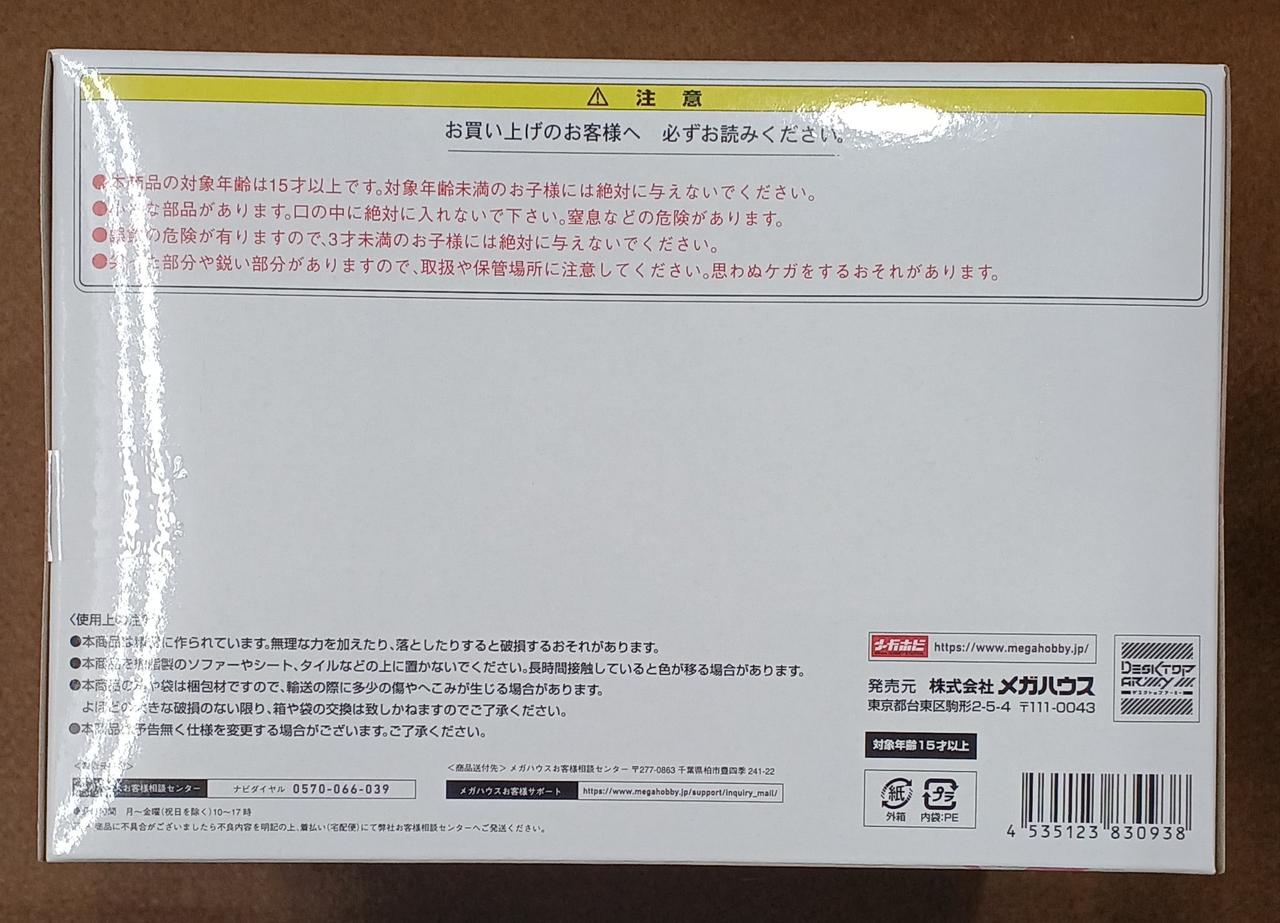 ⚠ 注 意
お買い上げのお客様へ 必ずお読みください。
●本商品の対象年齢は15才以上です。対象年齢未満のお子様には絶対に与えないでください。
●な部品があります。口の中に絶対に入れないで下さい。窒息などの危険があります。
●の危険が有りますので、3才未満のお子様には絶対に与えないでください。
●た部分や鋭い部分がありますので、取扱や保管場所に注意してください。思わぬケガをするおそれがあります。
〈使用上の注意〉
●本商品は精密に作られています。無理な力を加えたり、落としたりすると破損するおそれがあります。
●本商品を樹脂製のソファーやシート、タイルなどの上に置かないでください。長時間接触していると色が移る場合があります。
●本商品の箱や袋は梱包材ですので、輸送の際に多少の傷やへこみが生じる場合があります。
よほどの大きな破損のない限り、箱や袋の交換は致しかねますのでご了承ください。
●本商品は予告無く仕様を変更する場合がございます。ご了承ください。
お客様相談センター ナビダイヤル 0570-066-039
月〜金曜(祝日を除く)10〜17時
商品に不具合がございましたら不良内容を明記の上、着払い(宅配便)にて弊社お客様相談センターへご発送ください。
<商品送付先> メガハウスお客様相談センター 〒277-0863 千葉県柏市豊四季 241-22
メガハウスお客様サポート https://www.megahobby.jp/support/inquiry_mail/
メガホビ https://www.megahobby.jp/
発売元 株式会社メガハウス
東京都台東区駒形2-5-4 〒111-0043
DESKTOP
ARMY
デスクトップアーミー
対象年齢15才以上
紙 プラ
外箱 内袋:PE
4 535123 830938